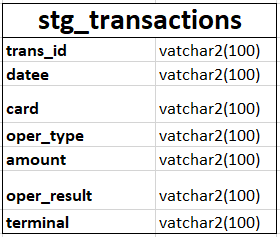 stg_transactions
trans_id vatchar2(100)
datee vatchar2(100)
card vatchar2(100)
oper_type vatchar2(100)
amount vatchar2(100)
oper_result vatchar2(100)
terminal vatchar2(100)